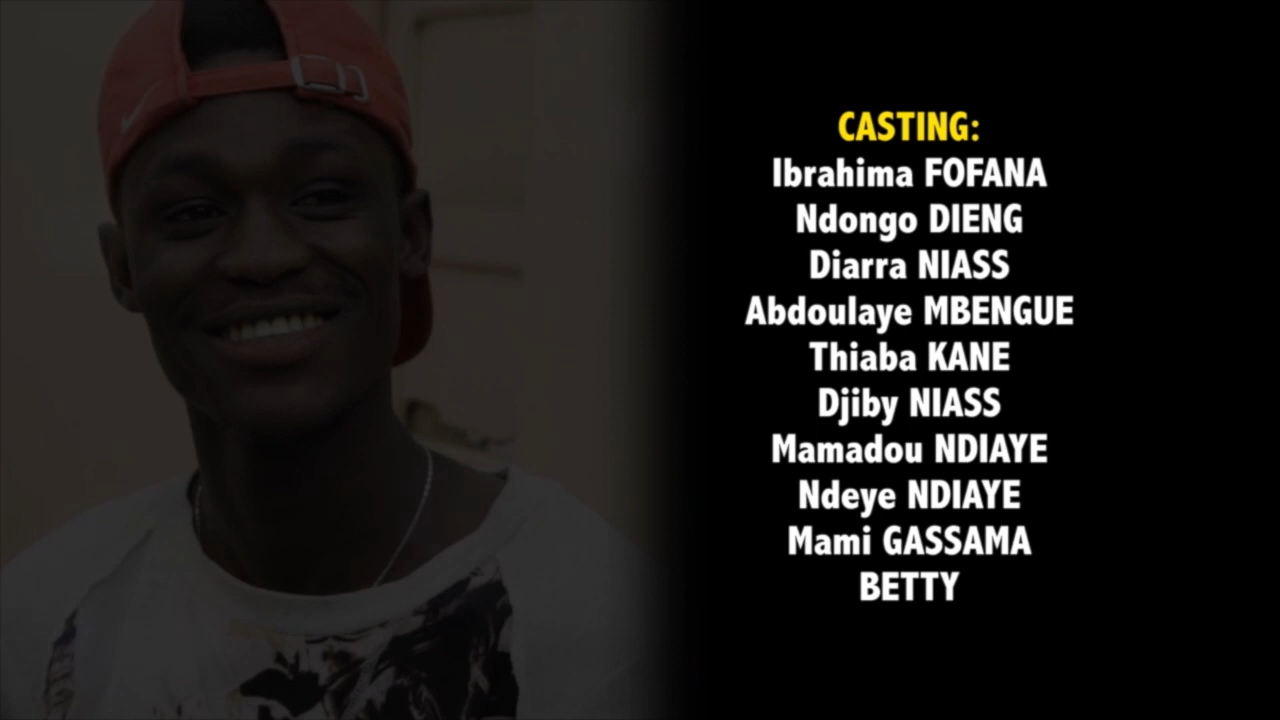 CASTING:
Ibrahima FOFANA
Ndongo DIENG
Diarra NIASS
Abdoulaye MBENGUE
Thiaba KANE
Djiby NIASS
Mamadou NDIAYE
Ndeye NDIAYE
Mami GASSAMA
BETTY